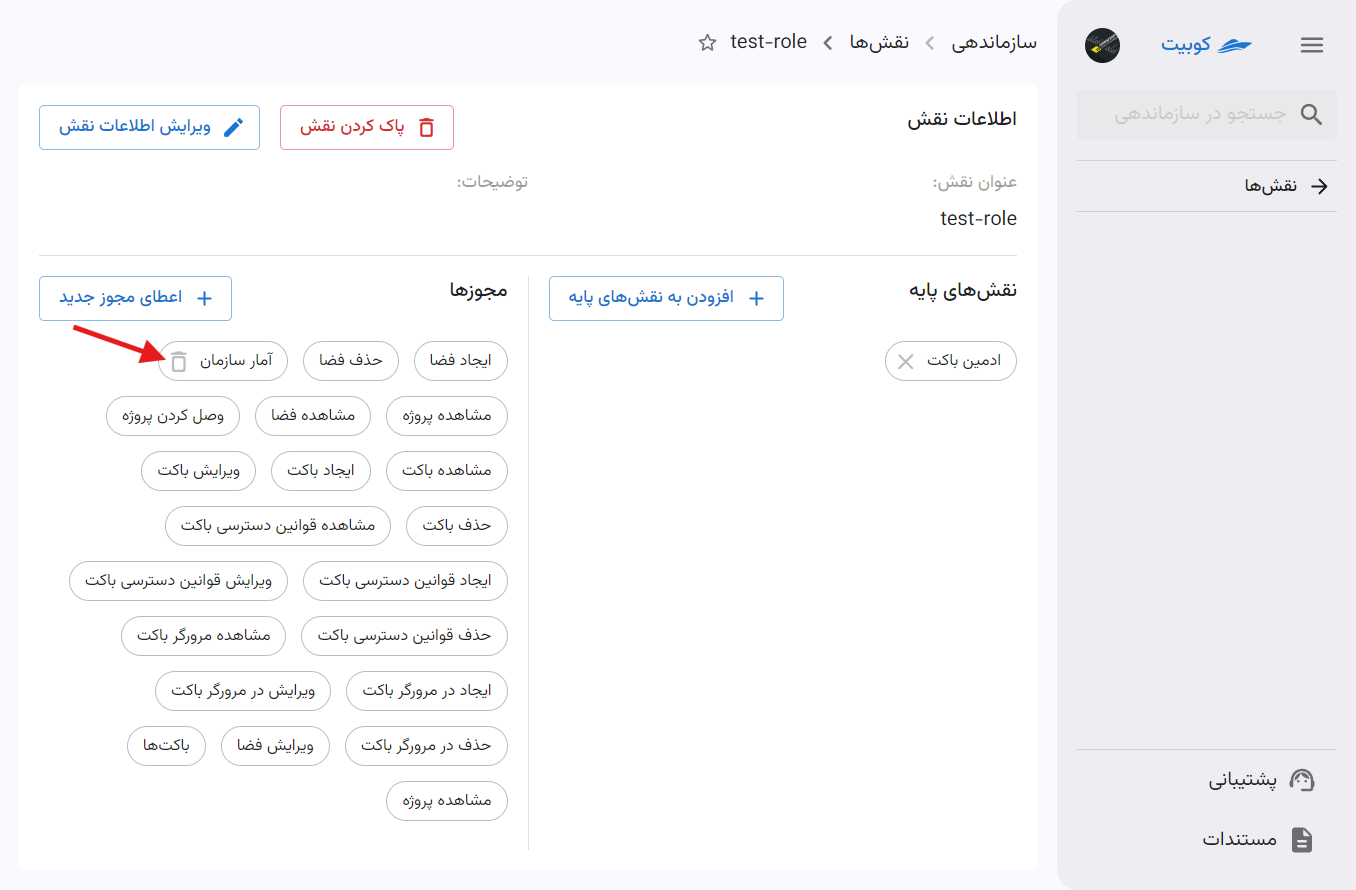 کوبیت
جستجو در سازماندهی
نقش‌ها
پشتیبانی
مستندات
سازماندهی
نقش‌ها
test-role
اطلاعات نقش
پاک کردن نقش
ویرایش اطلاعات نقش
عنوان نقش:
test-role
توضیحات:
نقش‌های پایه
افزودن به نقش‌های پایه
ادمین باکت
مجوزها
اعطای مجوز جدید
ایجاد فضا حذف فضا آمار سازمان
مشاهده پروژه مشاهده فضا وصل کردن پروژه
مشاهده باکت ایجاد باکت ویرایش باکت
حذف باکت مشاهده قوانین دسترسی باکت
ایجاد قوانین دسترسی باکت ویرایش قوانین دسترسی باکت
حذف قوانین دسترسی باکت مشاهده مرورگر باکت
ایجاد در مرورگر باکت ویرایش در مرورگر باکت
حذف در مرورگر باکت ویرایش فضا باکت‌ها
مشاهده پروژه